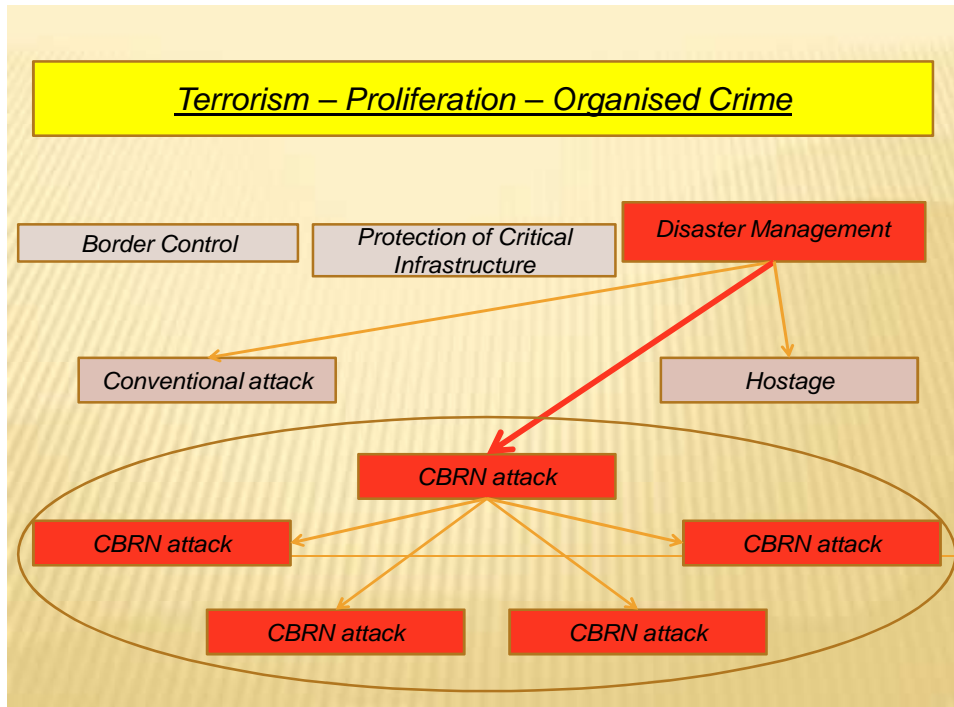 Terrorism – Proliferation – Organised Crime
Border Control
Protection of Critical
Infrastructure
Disaster Management
Conventional attack
Hostage
CBRN attack
CBRN attack
CBRN attack
CBRN attack
CBRN attack